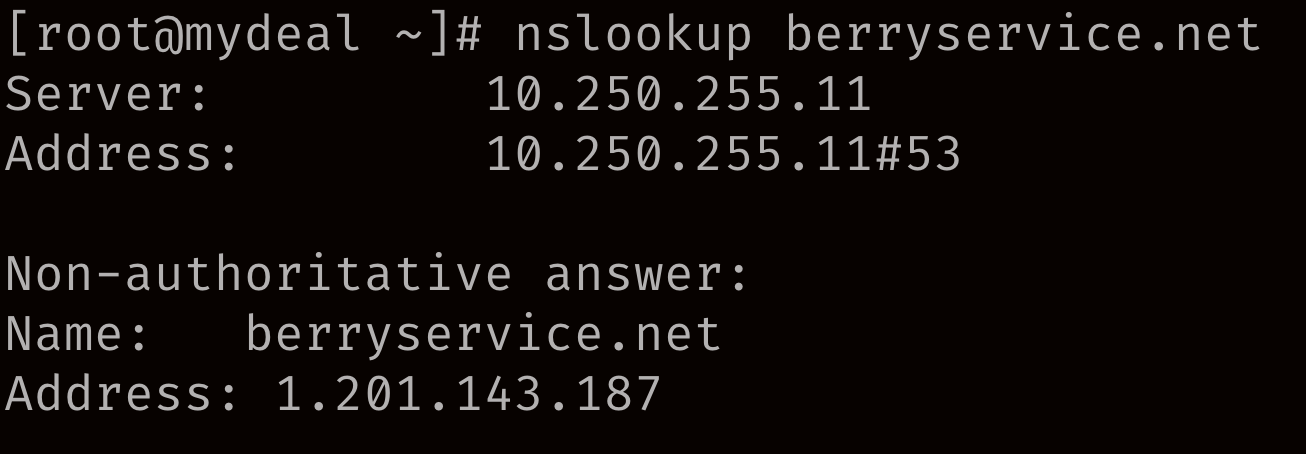 [root@mydeal ~]# nslookup berryservice.net
Server:         10.250.255.11
Address:        10.250.255.11#53

Non-authoritative answer:
Name:   berryservice.net
Address: 1.201.143.187